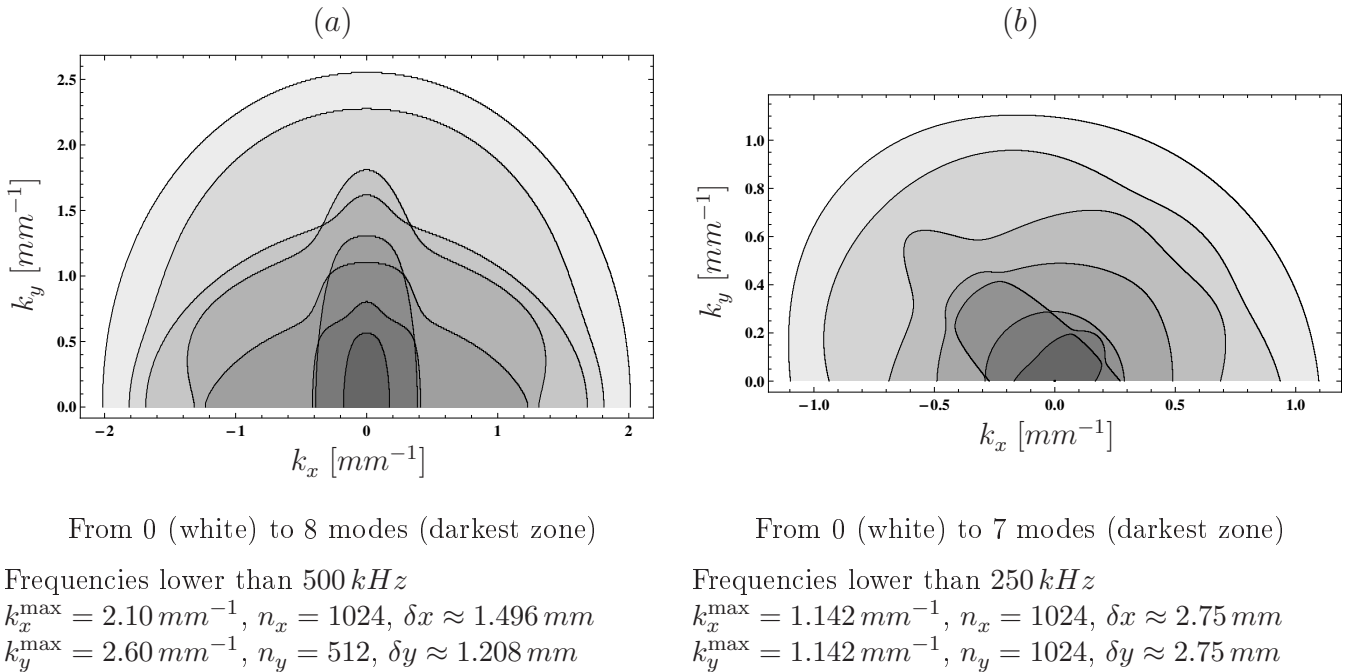 (a)
2.5
2.0
1.5
1.0
0.5
0.0
k_y [mm^{-1}]
−2 −1 0 1 2
k_x [mm^{-1}]
From 0 (white) to 8 modes (darkest zone)
Frequencies lower than 500 kHz
k_x^{max} = 2.10 mm^{-1}, n_x = 1024, δx ≈ 1.496 mm
k_y^{max} = 2.60 mm^{-1}, n_y = 512, δy ≈ 1.208 mm
(b)
1.0
0.8
0.6
0.4
0.2
0.0
k_y [mm^{-1}]
−1.0 −0.5 0.0 0.5 1.0
k_x [mm^{-1}]
From 0 (white) to 7 modes (darkest zone)
Frequencies lower than 250 kHz
k_x^{max} = 1.142 mm^{-1}, n_x = 1024, δx ≈ 2.75 mm
k_y^{max} = 1.142 mm^{-1}, n_y = 1024, δy ≈ 2.75 mm